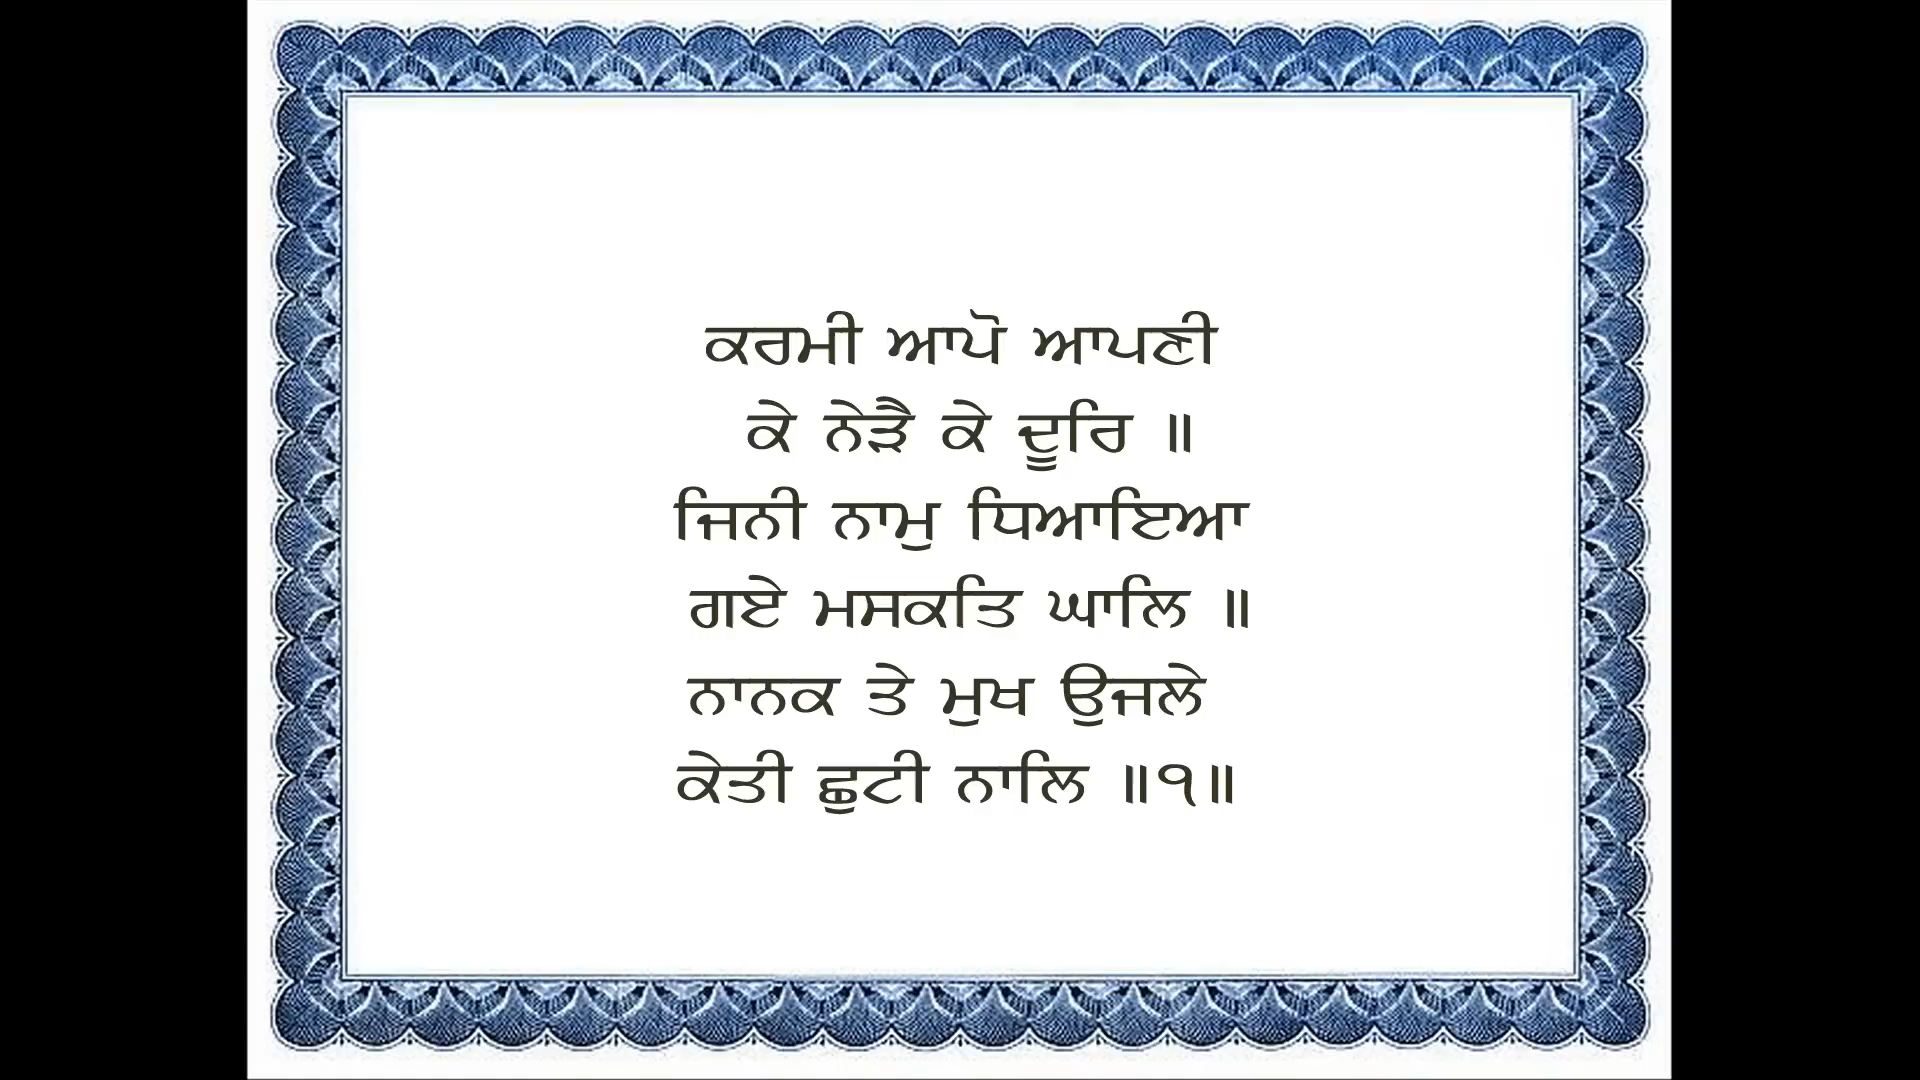 ਕਰਮੀ ਆਪੋ ਆਪਣੀ
ਕੇ ਨੇੜੈ ਕੇ ਦੂਰਿ ॥
ਜਿਨੀ ਨਾਮੁ ਧਿਆਇਆ
ਗਏ ਮਸਕਤਿ ਘਾਲਿ ॥
ਨਾਨਕ ਤੇ ਮੁਖ ਉਜਲੇ
ਕੇਤੀ ਛੁਟੀ ਨਾਲਿ ॥੧॥